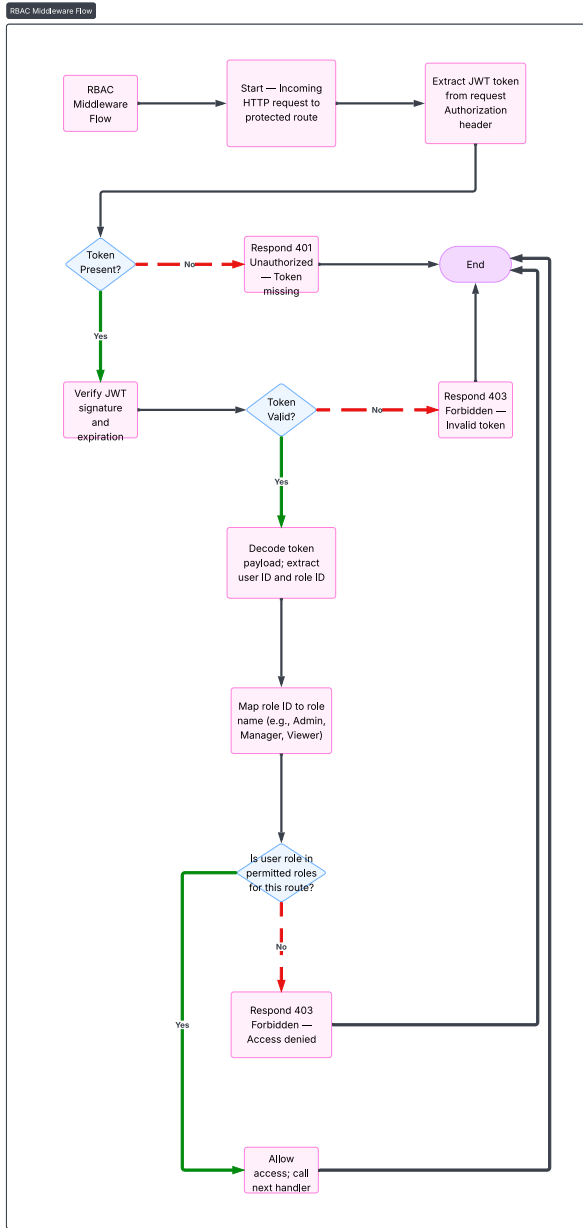 RBAC Middleware Flow
RBAC
Middleware
Flow
Start — Incoming
HTTP request to
protected route
Extract JWT token
from request
Authorization
header
Token
Present?
No
Respond 401
Unauthorized
— Token
missing
End
Yes
Verify JWT
signature
and
expiration
Token
Valid?
No
Respond 403
Forbidden —
Invalid token
Yes
Decode token
payload; extract
user ID and role ID
Map role ID to role
name (e.g., Admin,
Manager, Viewer)
Is user role in
permitted roles
for this route?
No
Respond 403
Forbidden —
Access denied
Yes
Allow
access; call
next handler